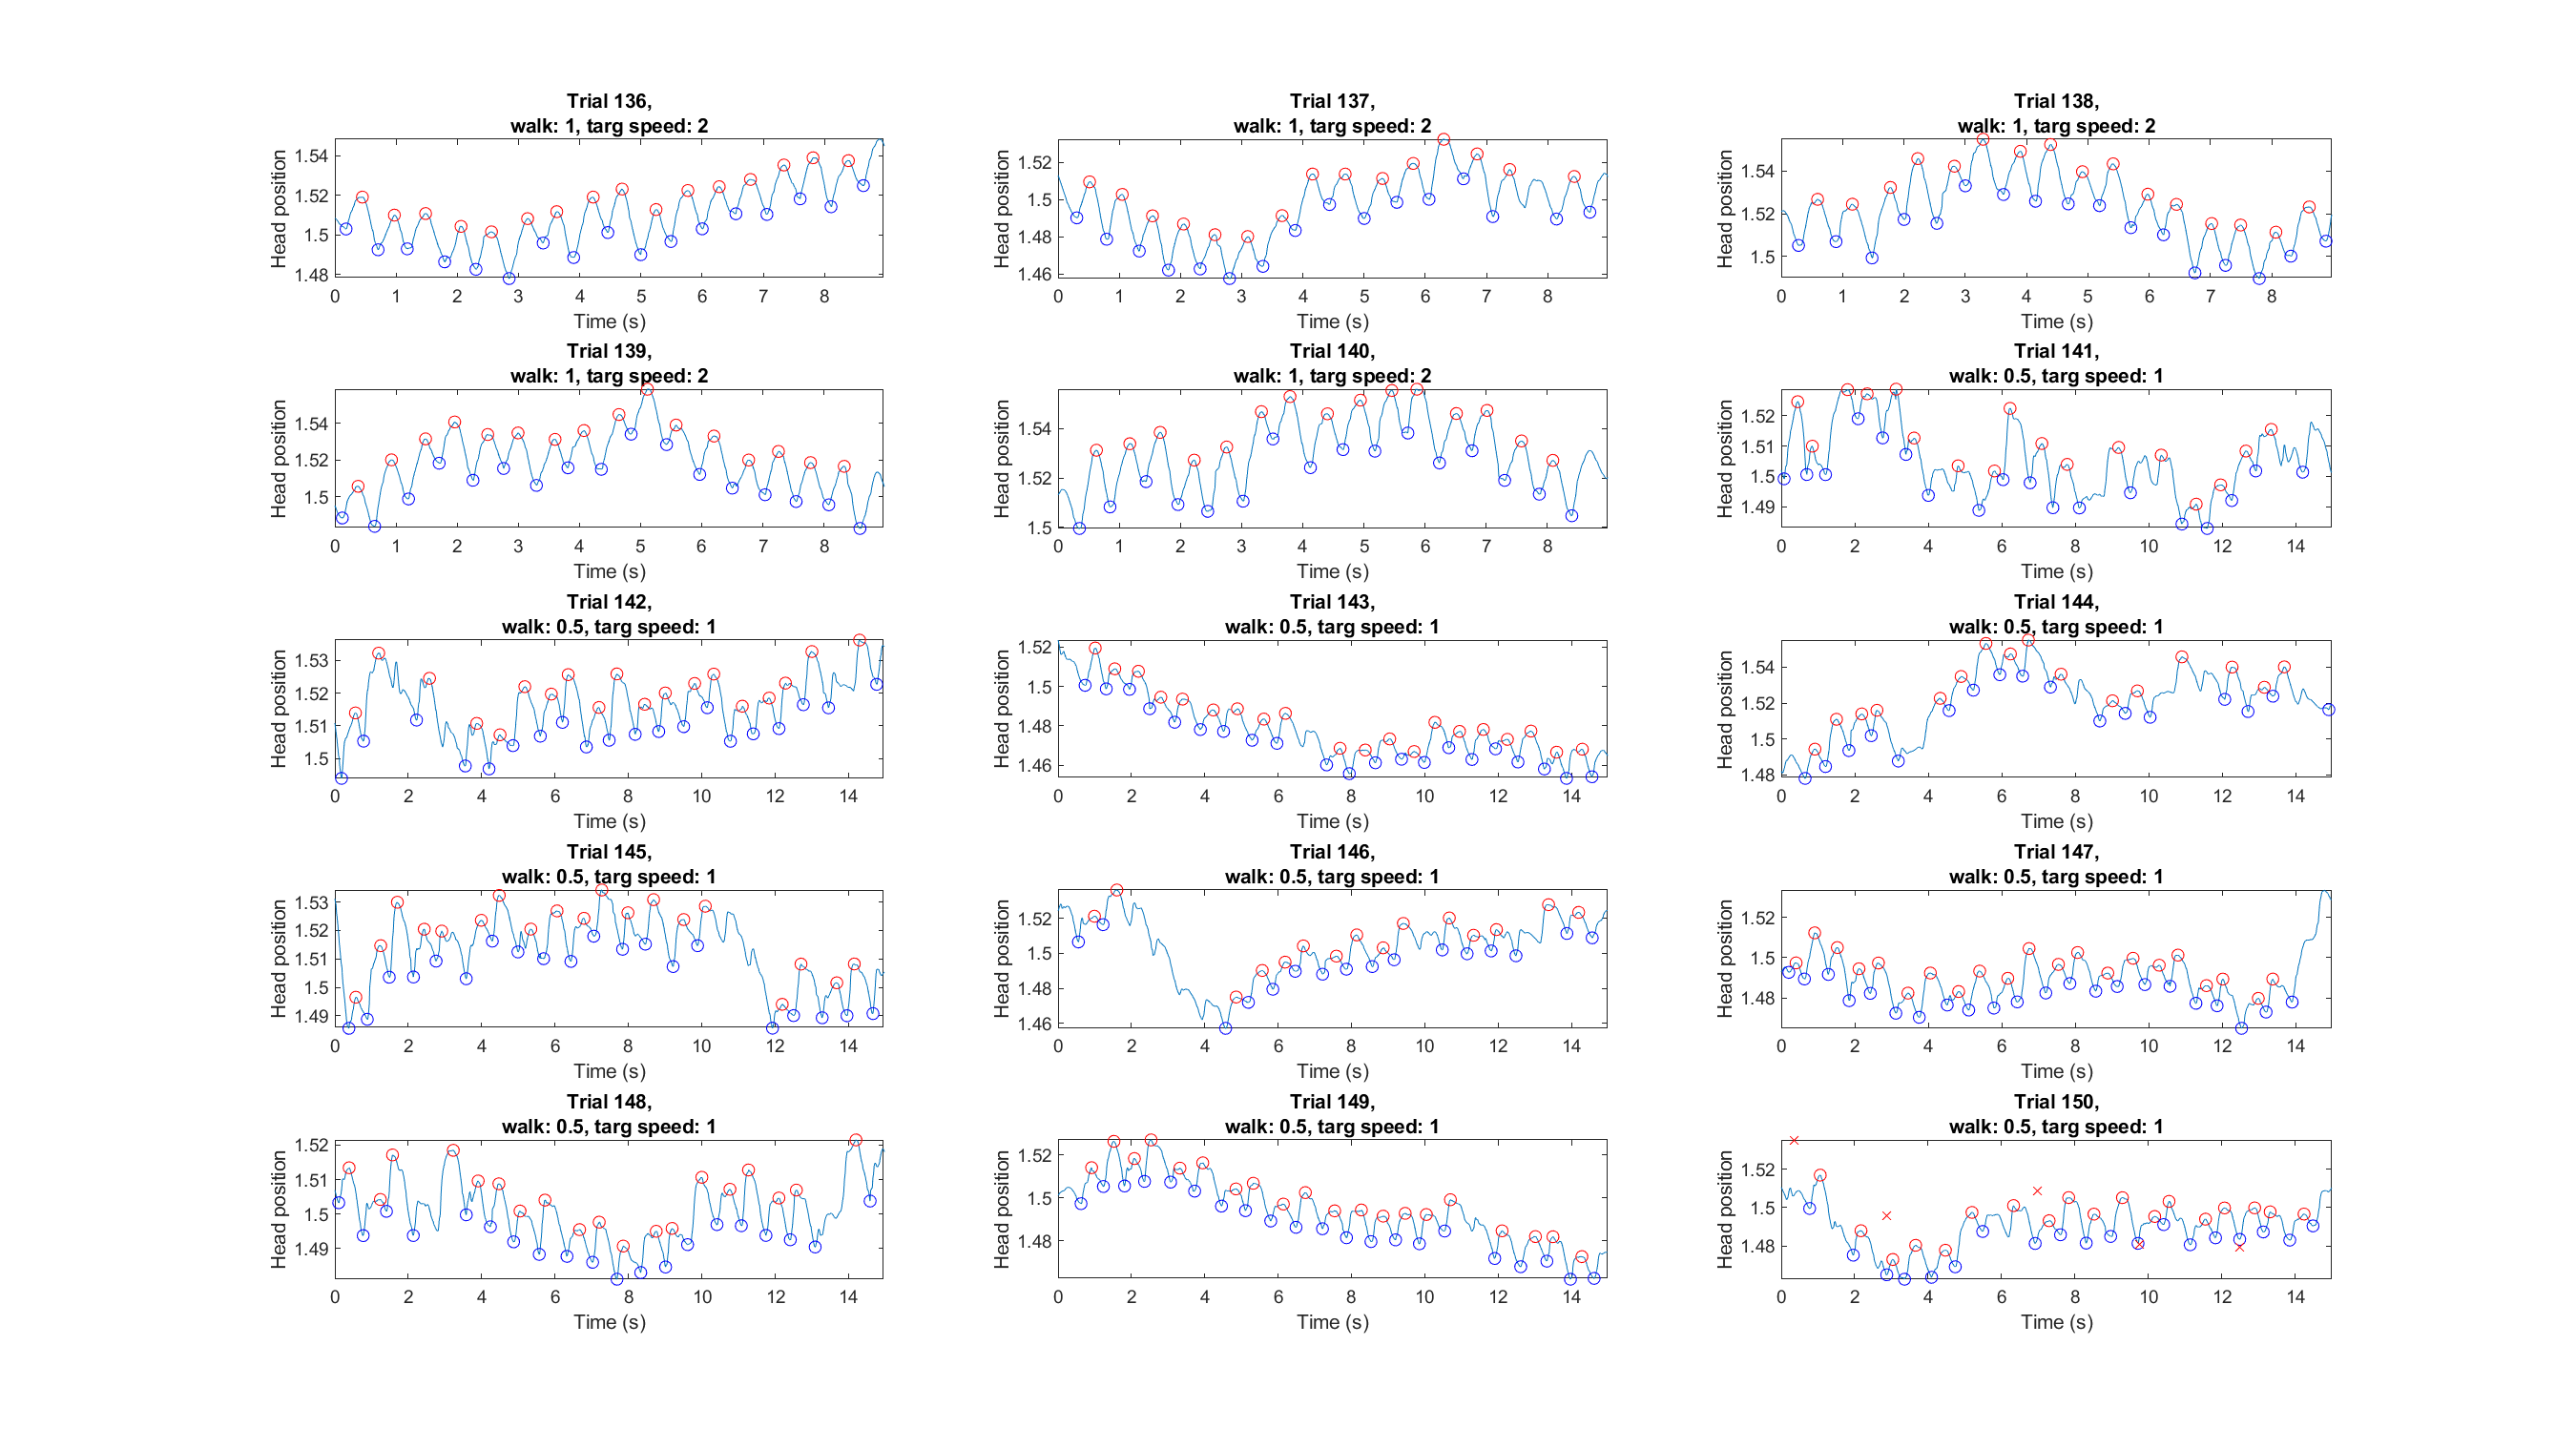 Trial 136,
walk: 1, targ speed: 2
Head position
1.54
1.52
1.5
1.48
0 1 2 3 4 5 6 7 8
Time (s)
Trial 137,
walk: 1, targ speed: 2
Head position
1.52
1.5
1.48
1.46
0 1 2 3 4 5 6 7 8
Time (s)
Trial 138,
walk: 1, targ speed: 2
Head position
1.54
1.52
1.5
0 1 2 3 4 5 6 7 8
Time (s)
Trial 139,
walk: 1, targ speed: 2
Head position
1.54
1.52
1.5
0 1 2 3 4 5 6 7 8
Time (s)
Trial 140,
walk: 1, targ speed: 2
Head position
1.54
1.52
1.5
0 1 2 3 4 5 6 7 8
Time (s)
Trial 141,
walk: 0.5, targ speed: 1
Head position
1.52
1.51
1.5
1.49
0 2 4 6 8 10 12 14
Time (s)
Trial 142,
walk: 0.5, targ speed: 1
Head position
1.53
1.52
1.51
1.5
0 2 4 6 8 10 12 14
Time (s)
Trial 143,
walk: 0.5, targ speed: 1
Head position
1.52
1.5
1.48
1.46
0 2 4 6 8 10 12 14
Time (s)
Trial 144,
walk: 0.5, targ speed: 1
Head position
1.54
1.52
1.5
1.48
0 2 4 6 8 10 12 14
Time (s)
Trial 145,
walk: 0.5, targ speed: 1
Head position
1.53
1.52
1.51
1.5
1.49
0 2 4 6 8 10 12 14
Time (s)
Trial 146,
walk: 0.5, targ speed: 1
Head position
1.52
1.5
1.48
1.46
0 2 4 6 8 10 12 14
Time (s)
Trial 147,
walk: 0.5, targ speed: 1
Head position
1.52
1.5
1.48
0 2 4 6 8 10 12 14
Time (s)
Trial 148,
walk: 0.5, targ speed: 1
Head position
1.52
1.51
1.5
1.49
0 2 4 6 8 10 12 14
Time (s)
Trial 149,
walk: 0.5, targ speed: 1
Head position
1.52
1.5
1.48
0 2 4 6 8 10 12 14
Time (s)
Trial 150,
walk: 0.5, targ speed: 1
Head position
1.52
1.5
1.48
0 2 4 6 8 10 12 14
Time (s)